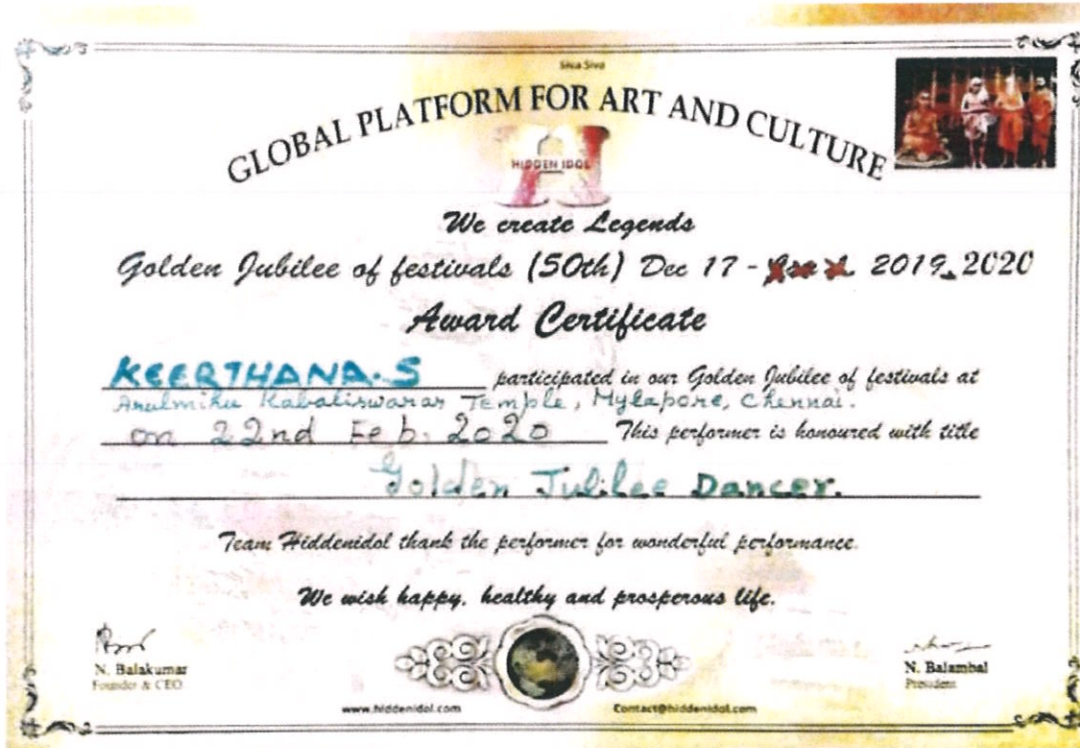 Siva Siva
GLOBAL PLATFORM FOR ART AND CULTURE
HIDDEN IDOL
We create Legends
Golden Jubilee of festivals (50th) Dec 17 - 2019-2020
Award Certificate
KEERTHANA.S participated in our Golden Jubilee of festivals at
Arulmiku Kabaliswarar Temple, Mylapore, Chennai.
on 22nd Feb. 2020 This performer is honoured with title
Golden Jubilee Dancer.
Team Hiddenidol thank the performer for wonderful performance.
We wish happy, healthy and prosperous life.
N. Balakumar
Founder & CEO
N. Balambal
President
www.hiddenidol.com
Contact@hiddenidol.com